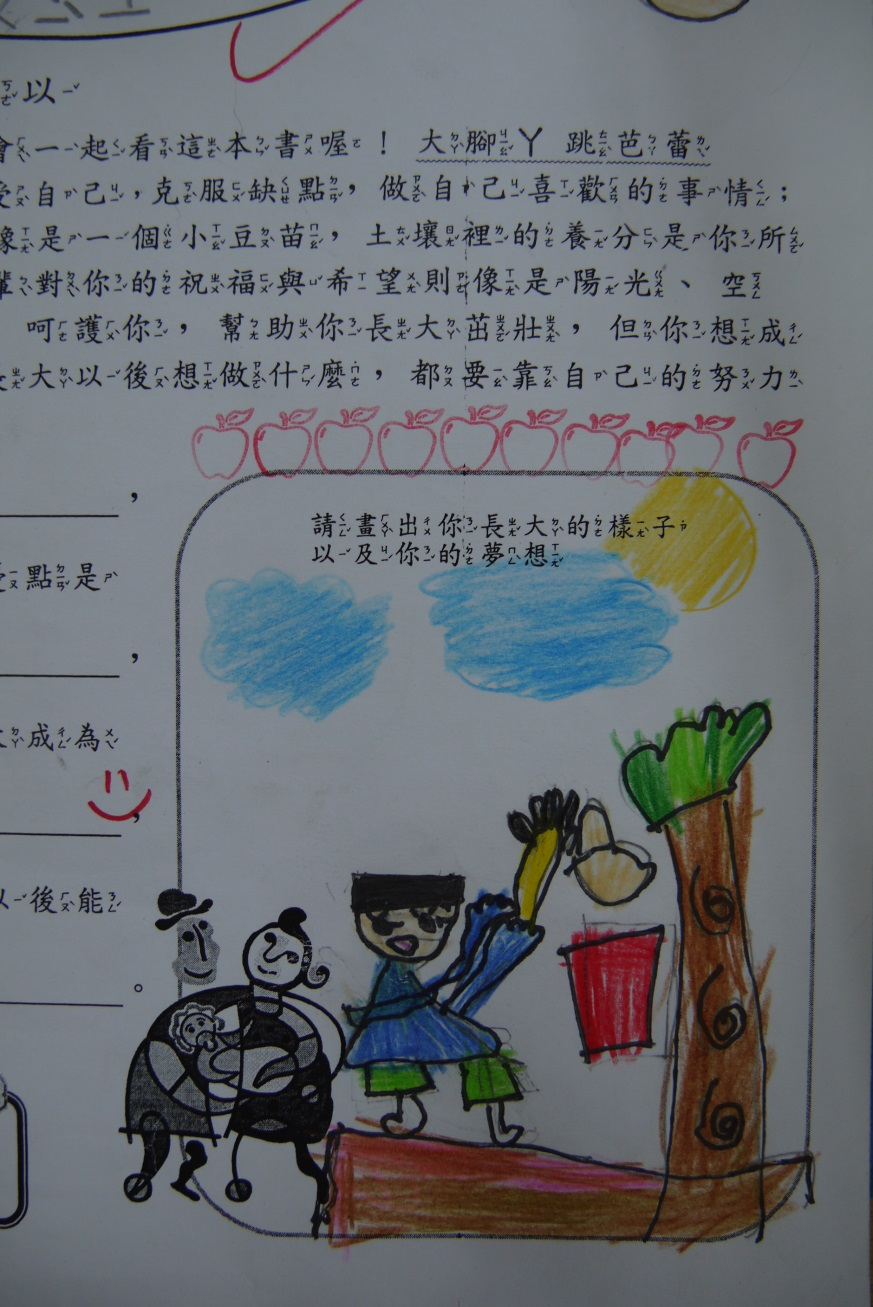 以
會一起看這本書喔！大腳丫跳芭蕾
受自己，克服缺點，做自己喜歡的事情；
像是一個小豆苗，土壤裡的養分是你所
輩對你的祝福與希望則像是陽光、空
呵護你，幫助你長大茁壯，但你想成
長大以後想做什麼，都要靠自己的努力
，
點是
，
成為
，
以後能
。
請畫出你長大的樣子
以及你的夢想